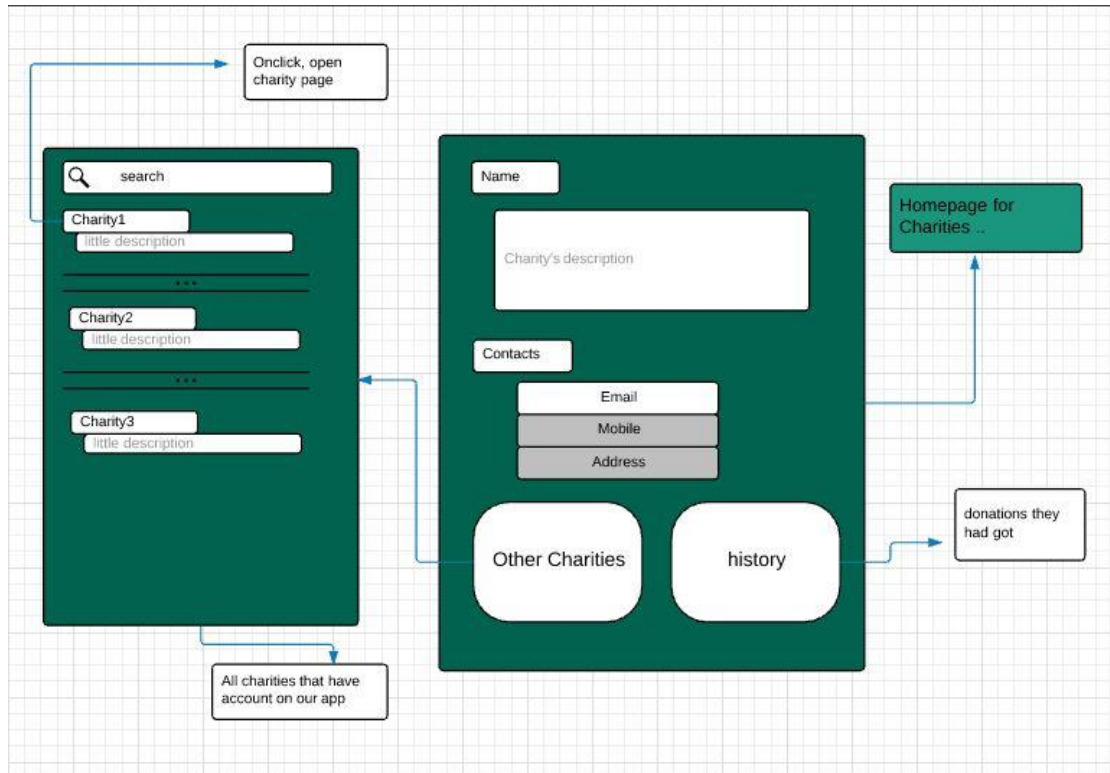 Onclick, open
charity page
search
Charity1
little description
...
Charity2
little description
...
Charity3
little description
All charities that have
account on our app
Name
Charity's description
Contacts
Email
Mobile
Address
Other Charities
history
Homepage for
Charities ..
donations they
had got